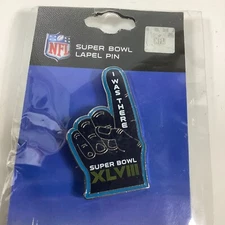 NFL
SUPER BOWL
LAPEL PIN
I WAS THERE
SUPER BOWL
XLVIII